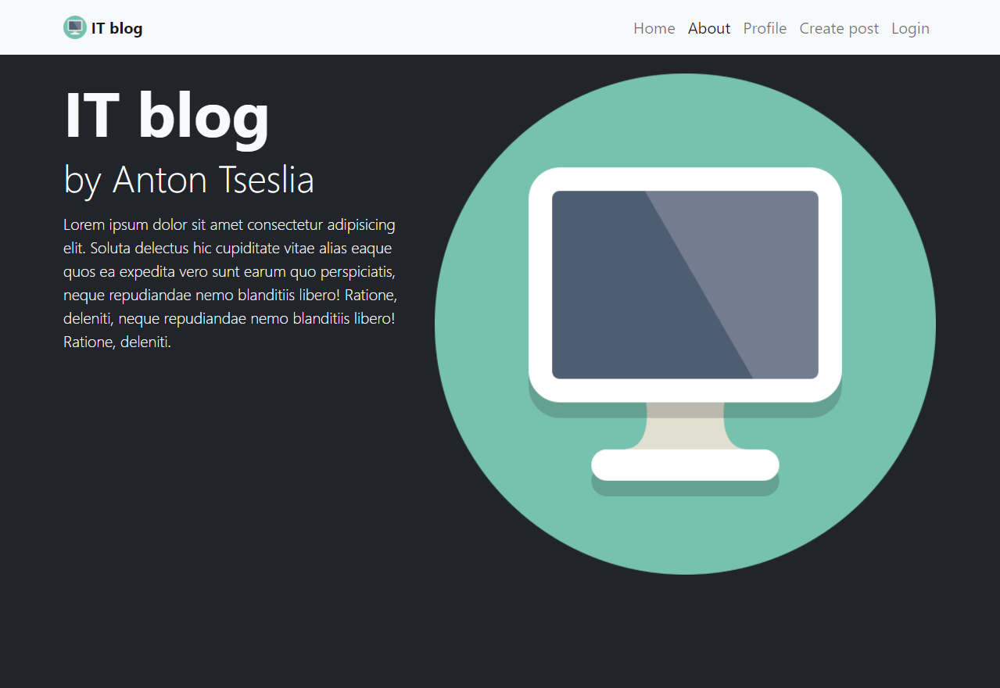 IT blog
Home About Profile Create post Login
IT blog
by Anton Tseslia
Lorem ipsum dolor sit amet consectetur adipisicing
elit. Soluta delectus hic cupiditate vitae alias eaque
quos ea expedita vero sunt earum quo perspiciatis,
neque repudiandae nemo blanditiis libero! Ratione,
deleniti, neque repudiandae nemo blanditiis libero!
Ratione, deleniti.